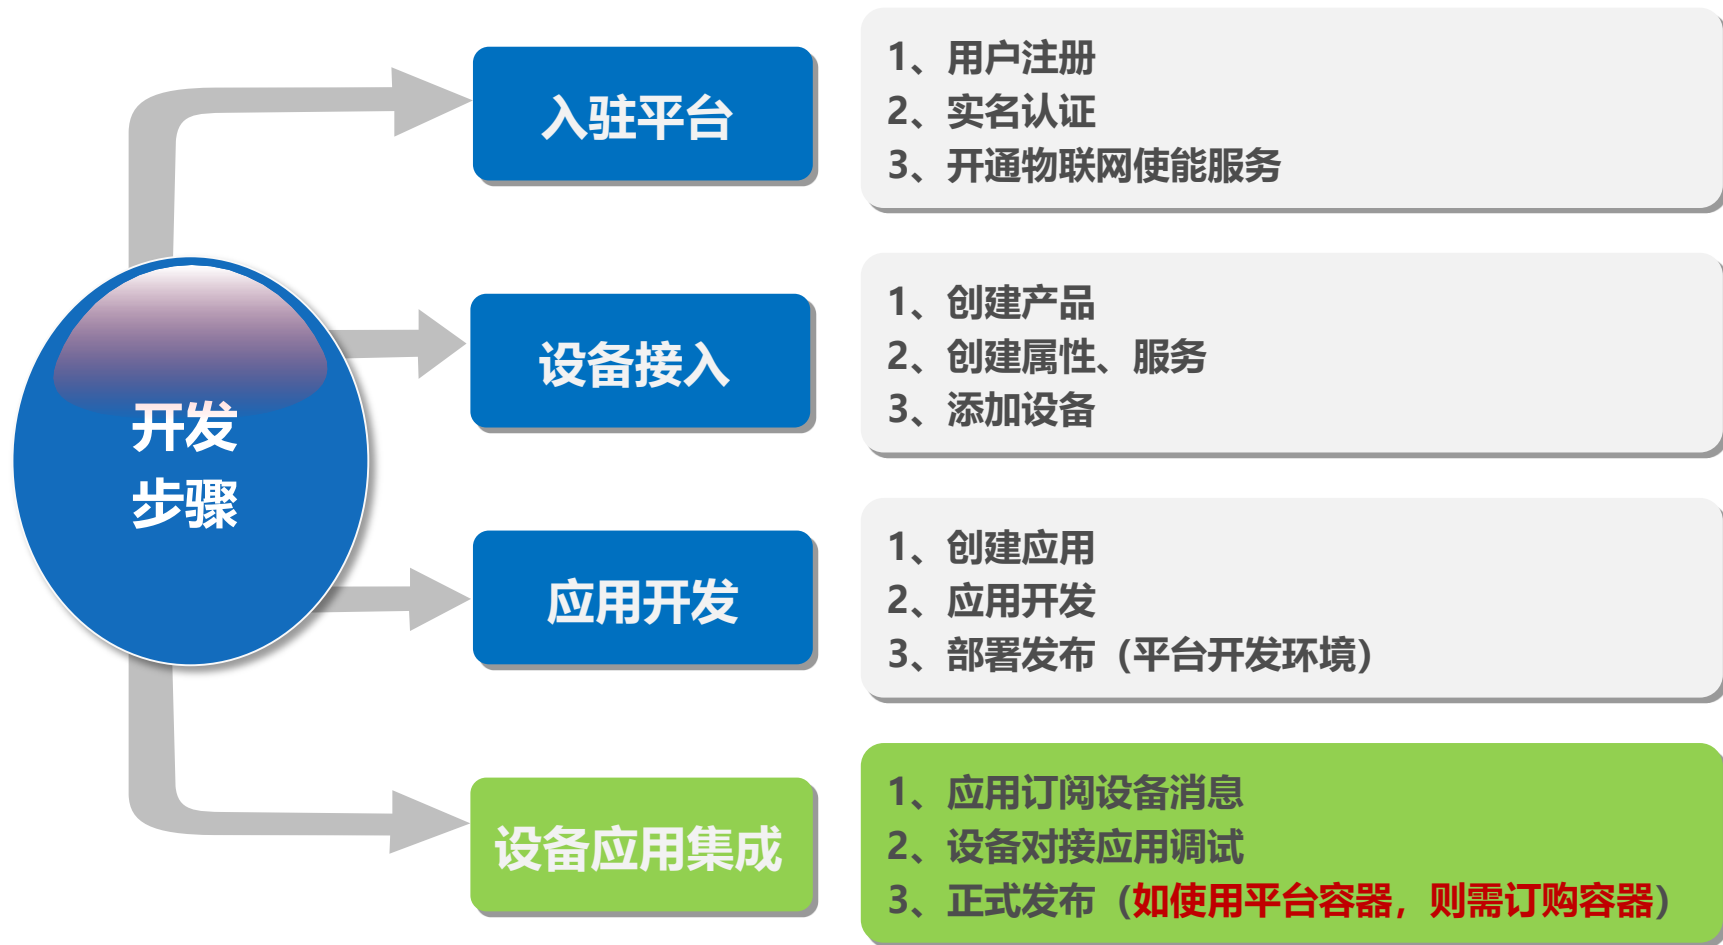 入驻平台
1、用户注册
2、实名认证
3、开通物联网使能服务
开发
步骤
设备接入
1、创建产品
2、创建属性、服务
3、添加设备
应用开发
1、创建应用
2、应用开发
3、部署发布（平台开发环境）
设备应用集成
1、应用订阅设备消息
2、设备对接应用调试
3、正式发布（如使用平台容器，则需订购容器）